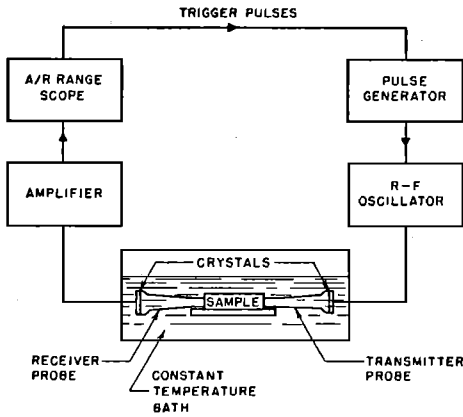 TRIGGER PULSES
A/R RANGE
SCOPE
PULSE
GENERATOR
AMPLIFIER
R-F
OSCILLATOR
CRYSTALS
SAMPLE
RECEIVER
PROBE
CONSTANT
TEMPERATURE
BATH
TRANSMITTER
PROBE